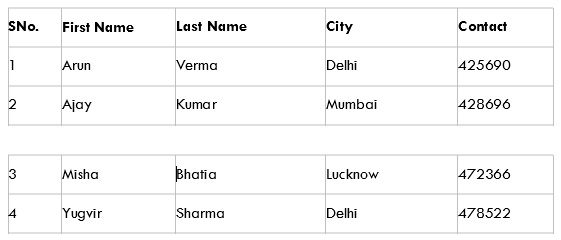 SNo. First Name Last Name City Contact
1 Arun Verma Delhi 425690
2 Ajay Kumar Mumbai 428696
3 Misha Bhatia Lucknow 472366
4 Yugvir Sharma Delhi 478522